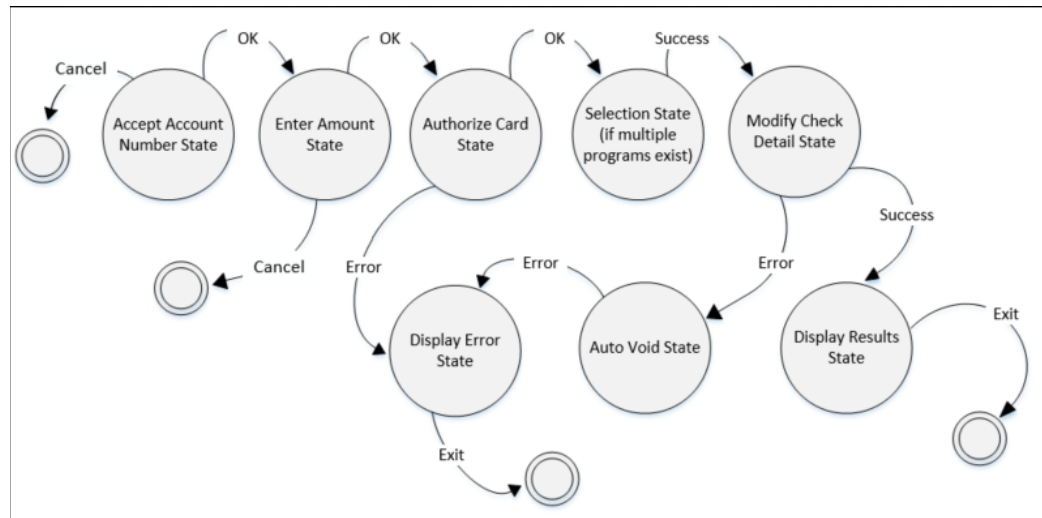 OK
OK
OK
Success
Cancel
Accept Account
Number State
Enter Amount
State
Authorize Card
State
Selection State
(if multiple
programs exist)
Modify Check
Detail State
Success
Cancel
Error
Error
Error
Display Error
State
Auto Void State
Display Results
State
Exit
Exit